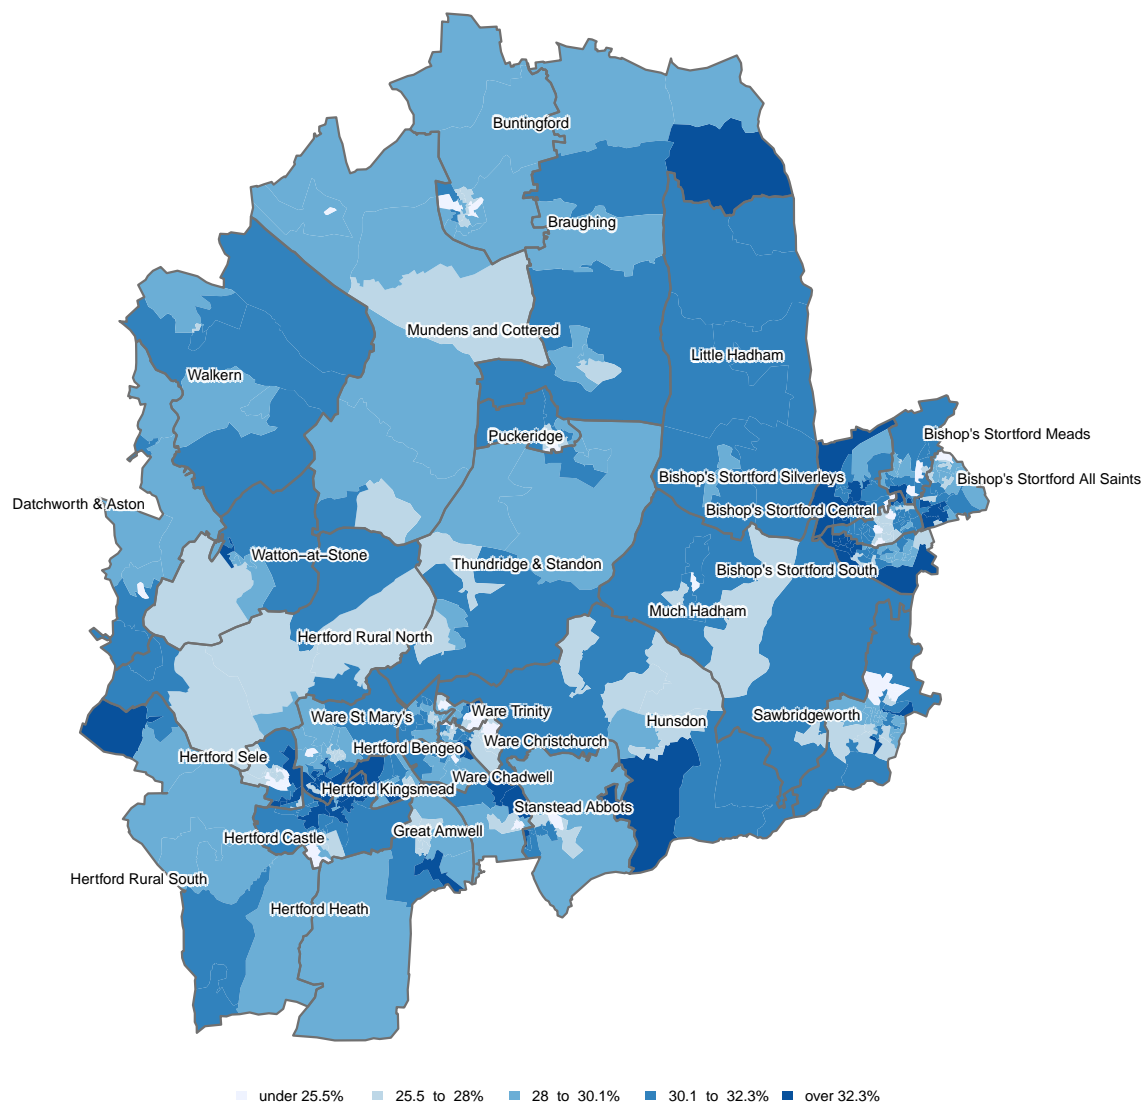 Buntingford
Braughing
Mundens and Cottered
Little Hadham
Walkern
Puckeridge
Bishop's Stortford Meads
Bishop's Stortford Silverleys
Bishop's Stortford All Saints
Datchworth & Aston
Bishop's Stortford Central
Watton−at−Stone
Thundridge & Standon
Bishop's Stortford South
Much Hadham
Hertford Rural North
Ware St Mary's
Ware Trinity
Hunsdon
Sawbridgeworth
Hertford Bengeo
Ware Christchurch
Hertford Sele
Ware Chadwell
Hertford Kingsmead
Stanstead Abbots
Hertford Castle
Great Amwell
Hertford Rural South
Hertford Heath
under 25.5% 25.5 to 28% 28 to 30.1% 30.1 to 32.3% over 32.3%